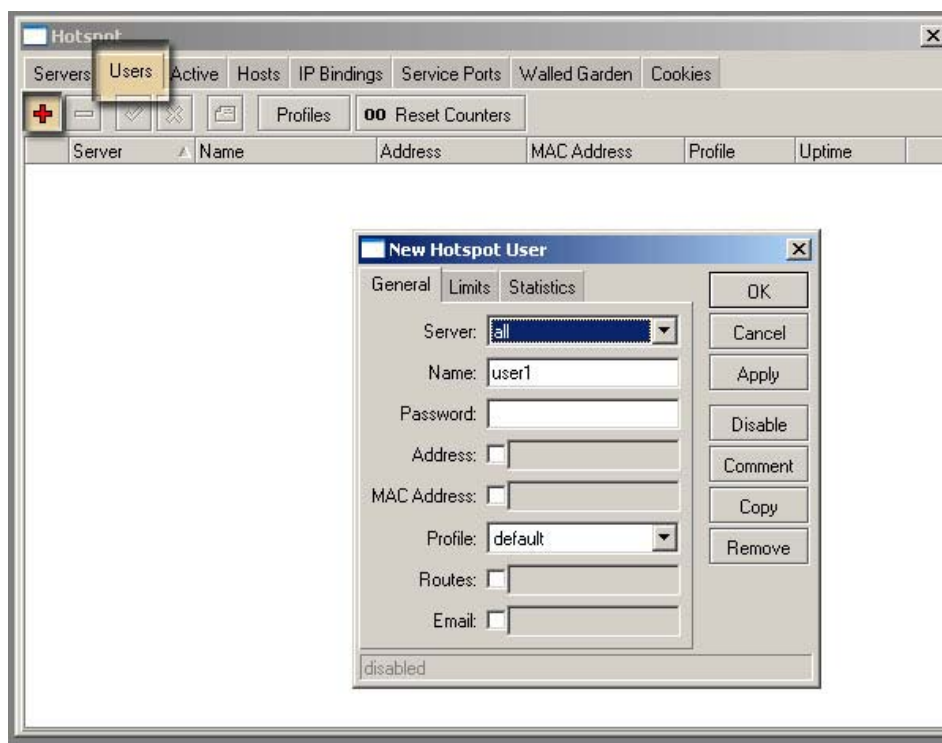 Hotspot
Servers Users Active Hosts IP Bindings Service Ports Walled Garden Cookies
Profiles 00 Reset Counters
Server Name Address MAC Address Profile Uptime
New Hotspot User
General Limits Statistics
OK
Server: all
Cancel
Name: user1
Apply
Password:
Disable
Address:
Comment
MAC Address:
Copy
Profile: default
Remove
Routes:
Email:
disabled